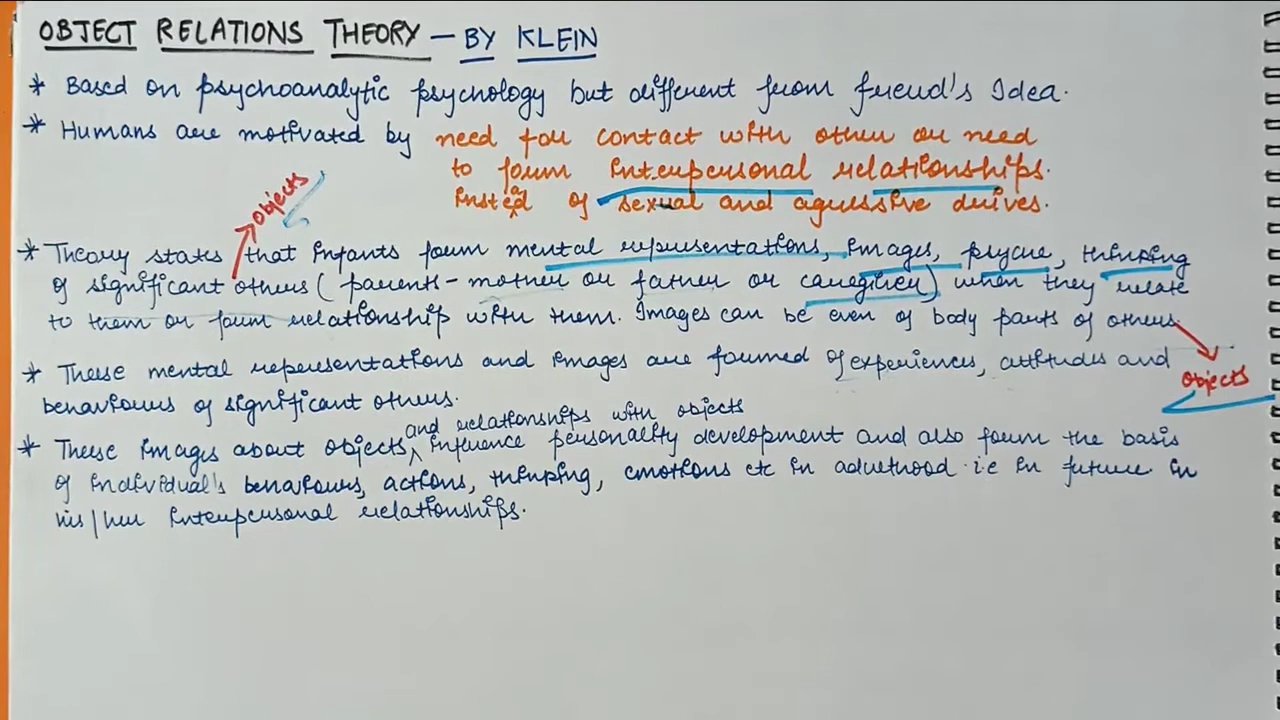 OBJECT RELATIONS THEORY - BY KLEIN
* Based on psychoanalytic psychology but different from freud's Idea.
* Humans are motivated by need for contact with other or need
to form interpersonal relationships.
Instead of sexual and agressive drives.
objects
* Theory states that infants form mental representations, images, psyche, thinking
of significant others (parents - mother or father or caregiver) when they relate
to them or form relationship with them. Images can be even of body parts of others.
objects
* These mental representations and images are formed of experiences, attitudes and
behaviours of significant others.
and relationships with objects
* These images about objects ^ influence personality development and also form the basis
of individual's behaviours, actions, thinking, emotions etc in adulthood i.e in future in
his/her interpersonal relationships.